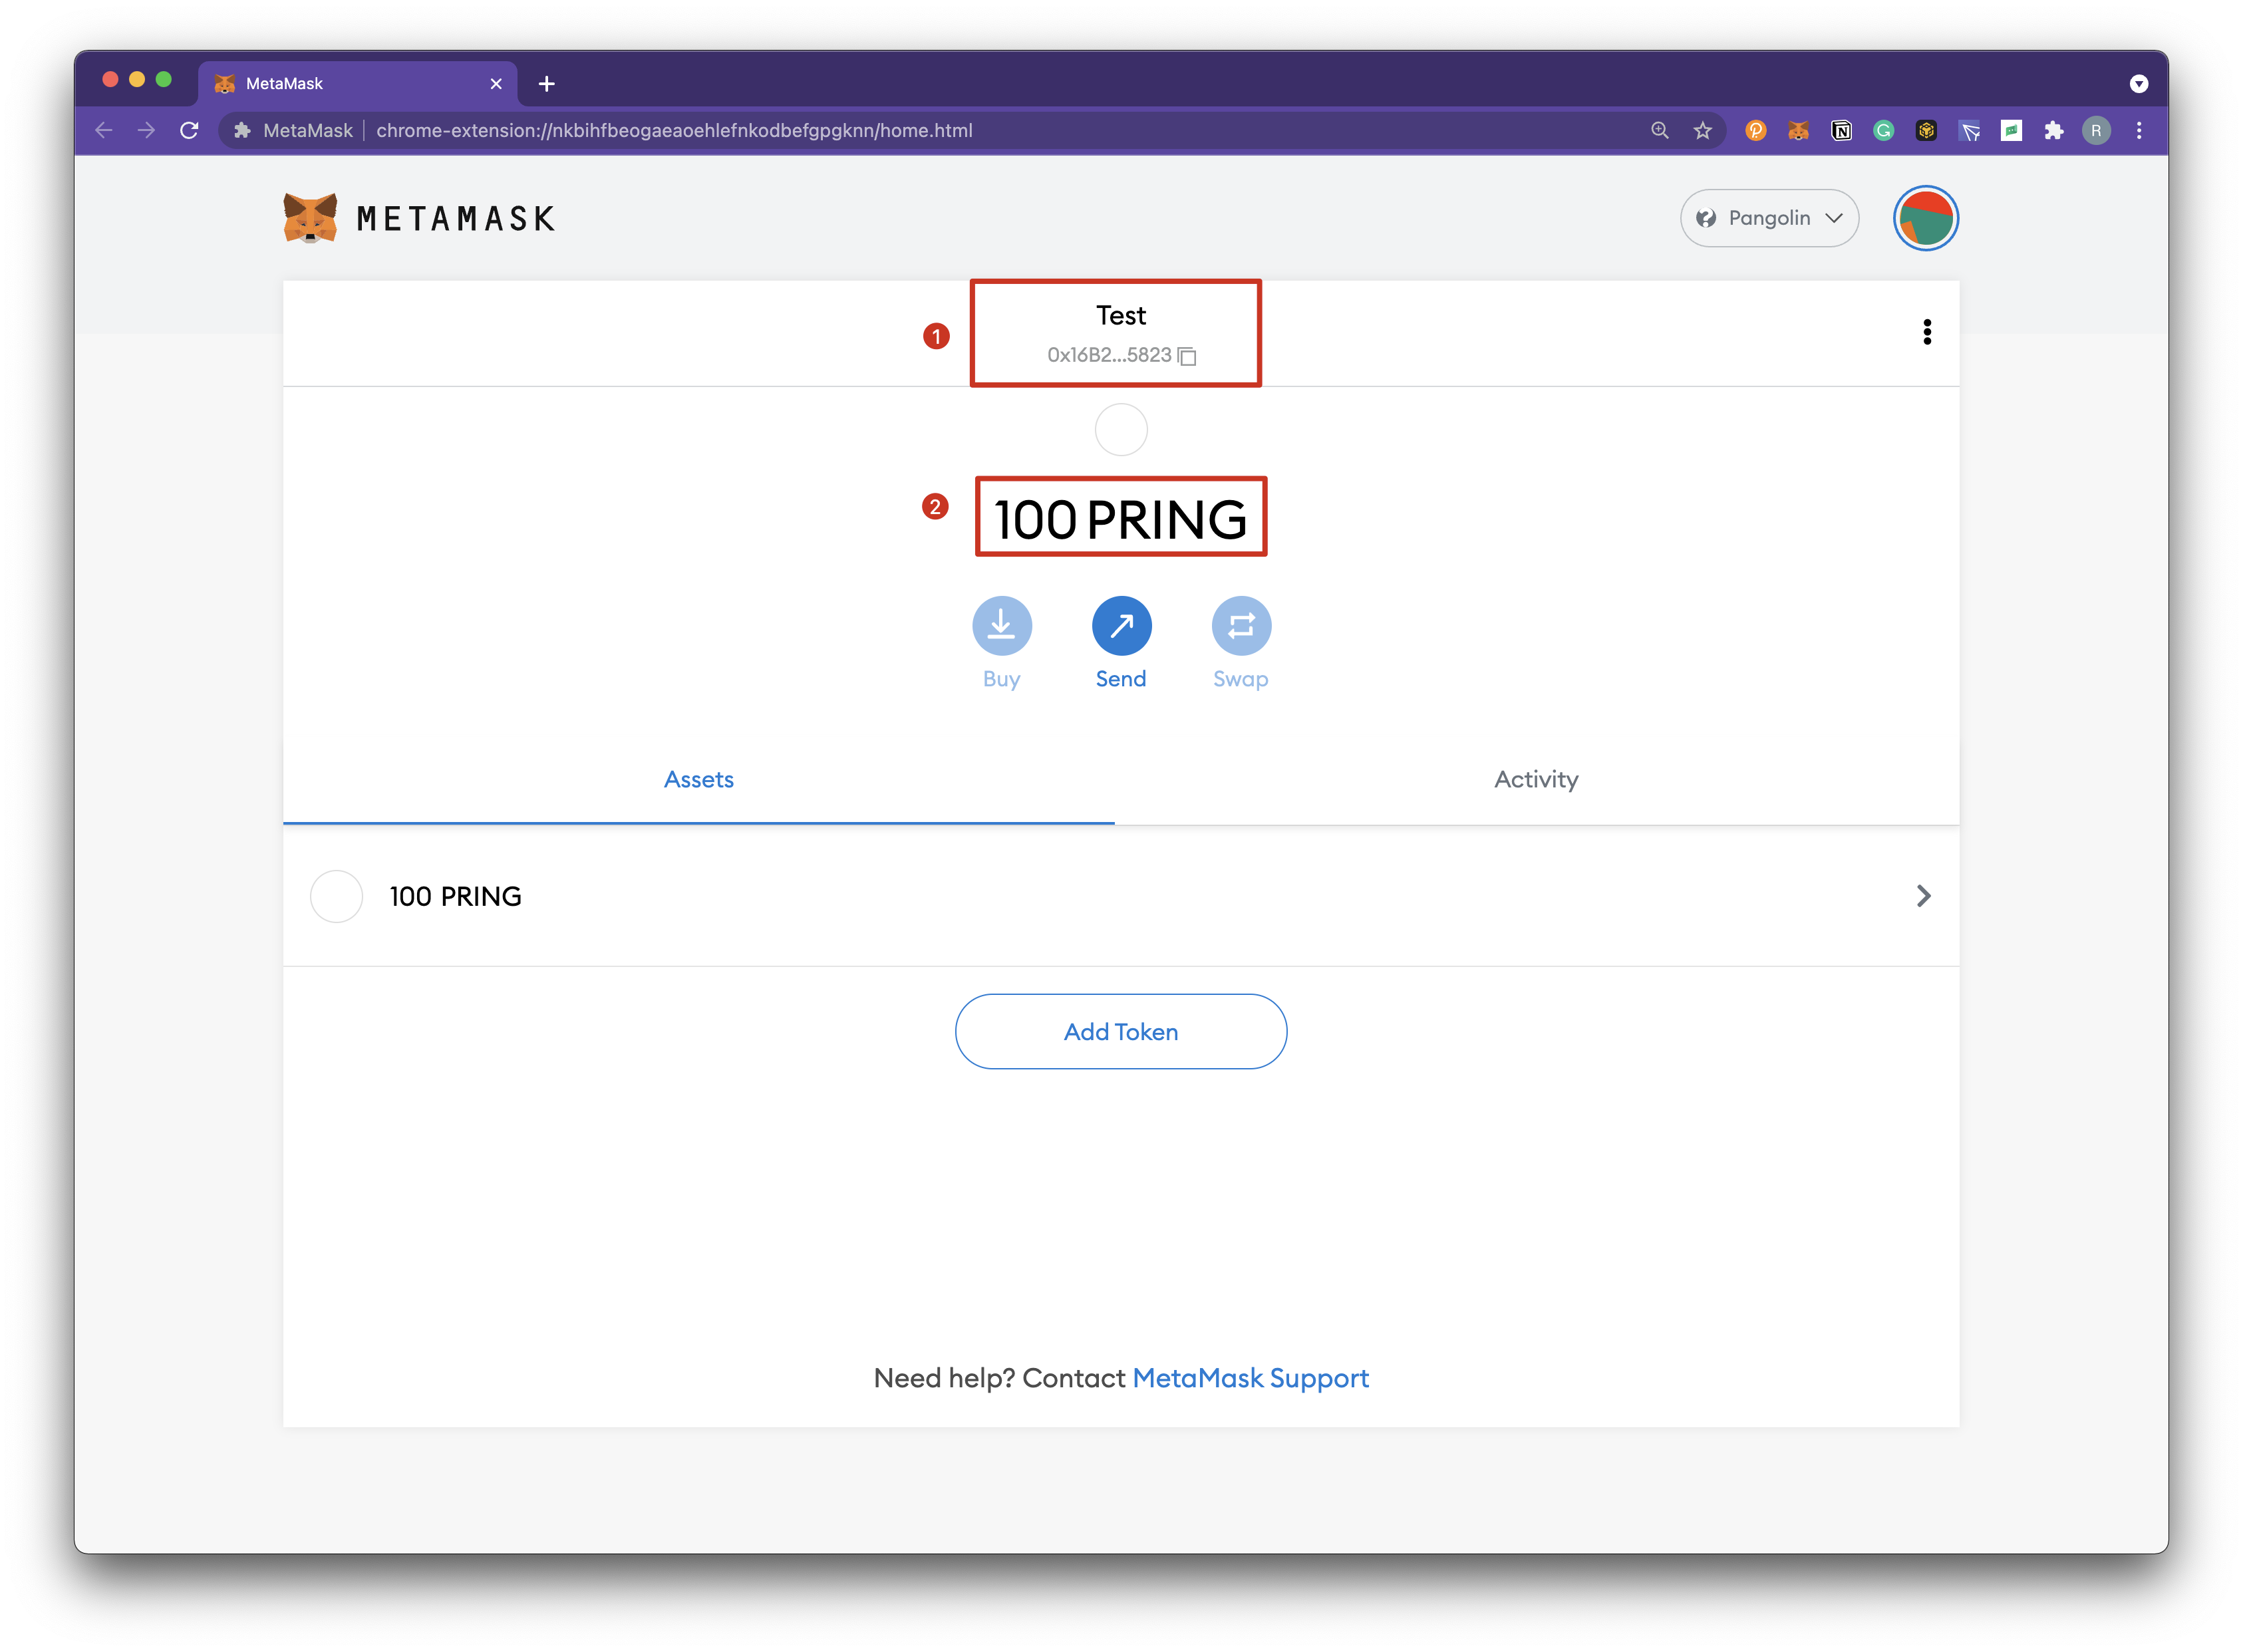 MetaMask
MetaMask chrome-extension://nkbihfbeogaeaoehlefnkodbefgpgknn/home.html
R
METAMASK
Pangolin
Test
1
0x16B2...5823
2
100 PRING
Buy Send Swap
Assets Activity
100 PRING
Add Token
Need help? Contact MetaMask Support